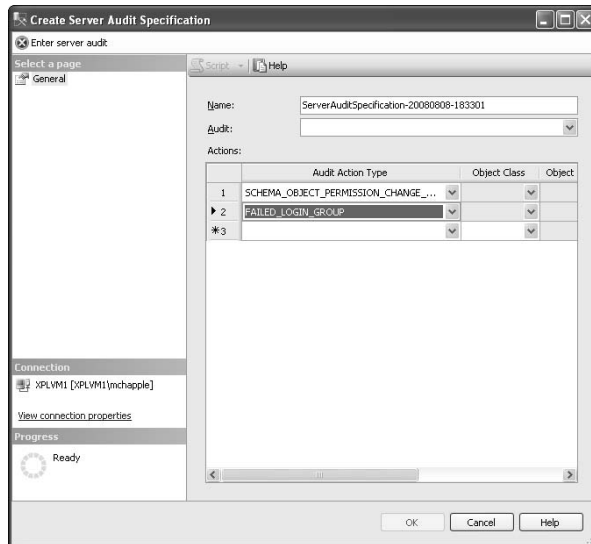 Create Server Audit Specification
Enter server audit
Select a page
General
Script
Help
Name:
ServerAuditSpecification-20080808-183301
Audit:
Actions:
Audit Action Type
Object Class
Object
1
SCHEMA_OBJECT_PERMISSION_CHANGE_...
2
FAILED_LOGIN_GROUP
*3
Connection
XPLVM1 [XPLVM1\mchapple]
View connection properties
Progress
Ready
OK
Cancel
Help